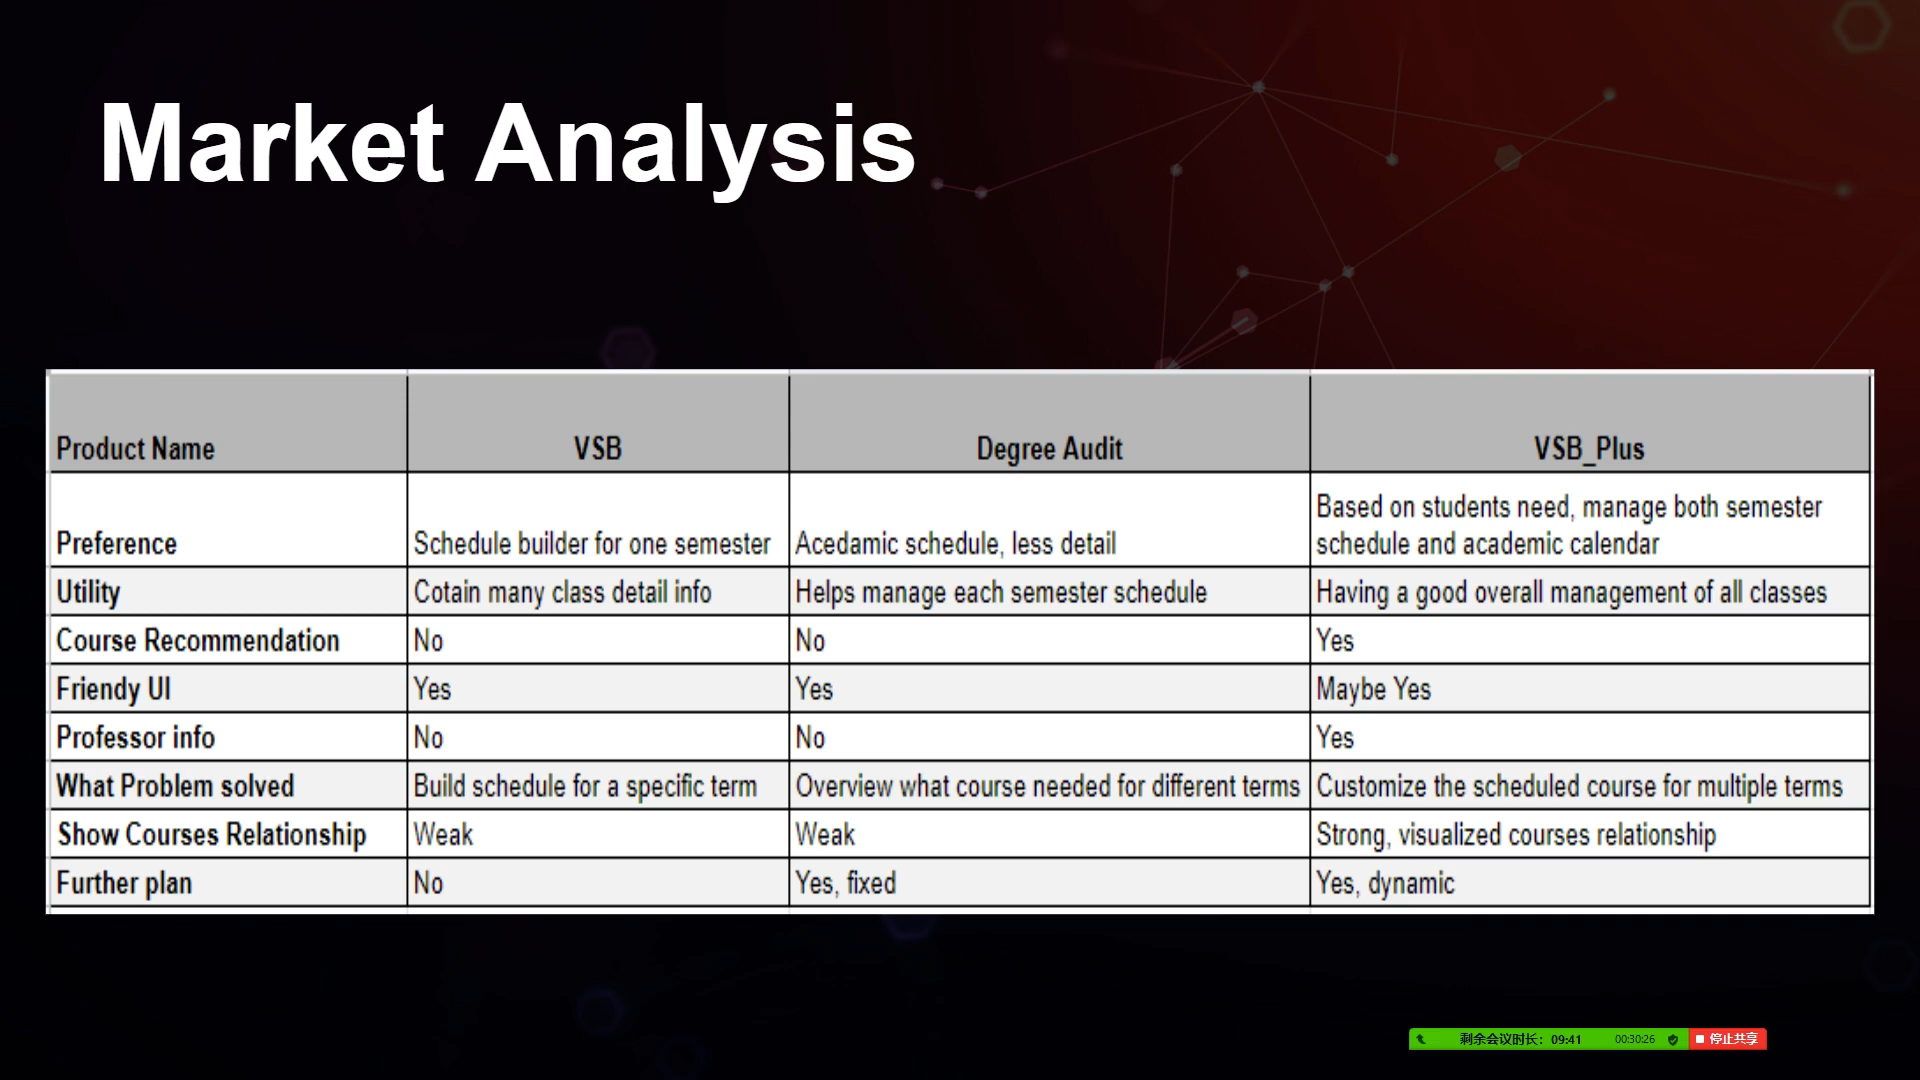 Market Analysis
Product Name VSB Degree Audit VSB_Plus
Preference Schedule builder for one semester Acedamic schedule, less detail Based on students need, manage both semester
schedule and academic calendar
Utility Cotain many class detail info Helps manage each semester schedule Having a good overall management of all classes
Course Recommendation No No Yes
Friendy UI Yes Yes Maybe Yes
Professor info No No Yes
What Problem solved Build schedule for a specific term Overview what course needed for different terms Customize the scheduled course for multiple terms
Show Courses Relationship Weak Weak Strong, visualized courses relationship
Further plan No Yes, fixed Yes, dynamic
剩余会议时长：09:41 00:30:26 停止共享